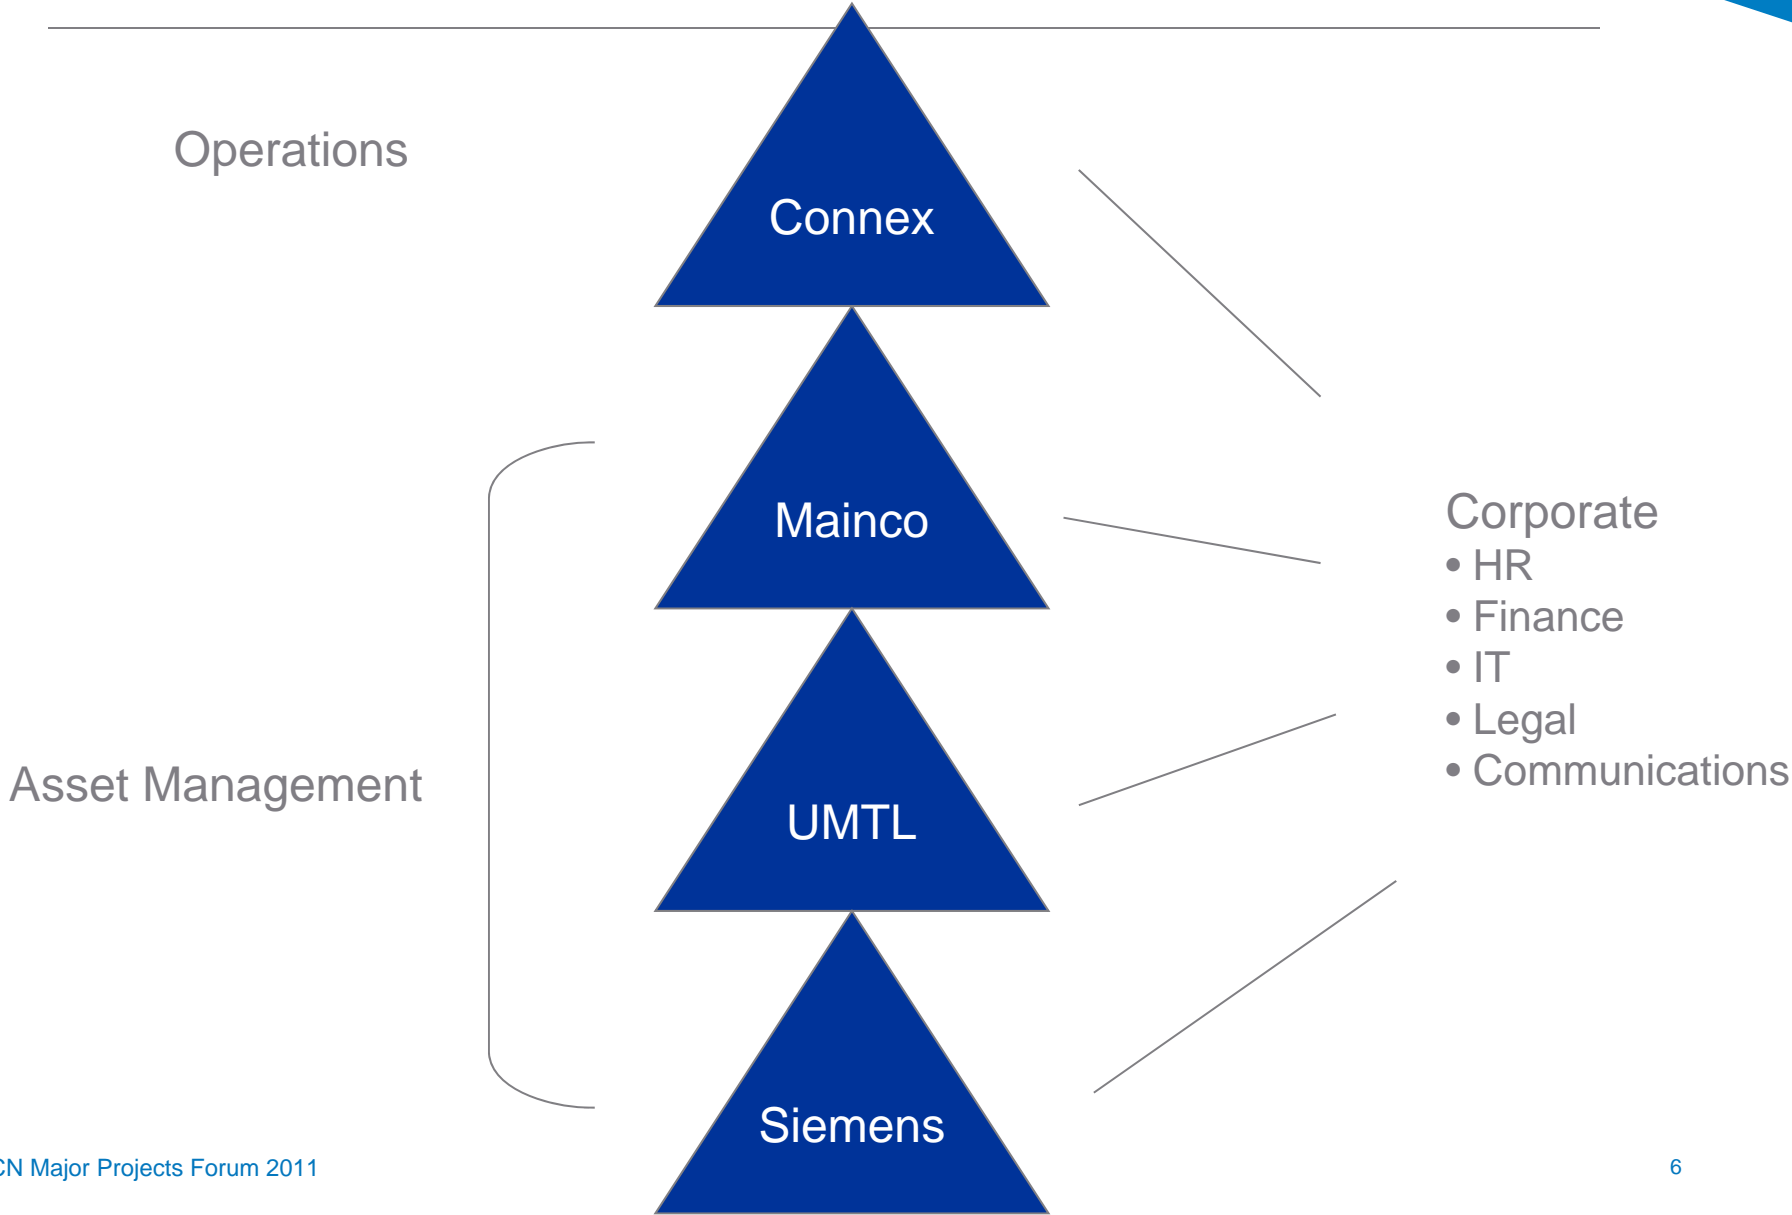 Operations
Connex
Mainco
Asset Management
UMTL
Siemens
Corporate
• HR
• Finance
• IT
• Legal
• Communications
CN Major Projects Forum 2011
6